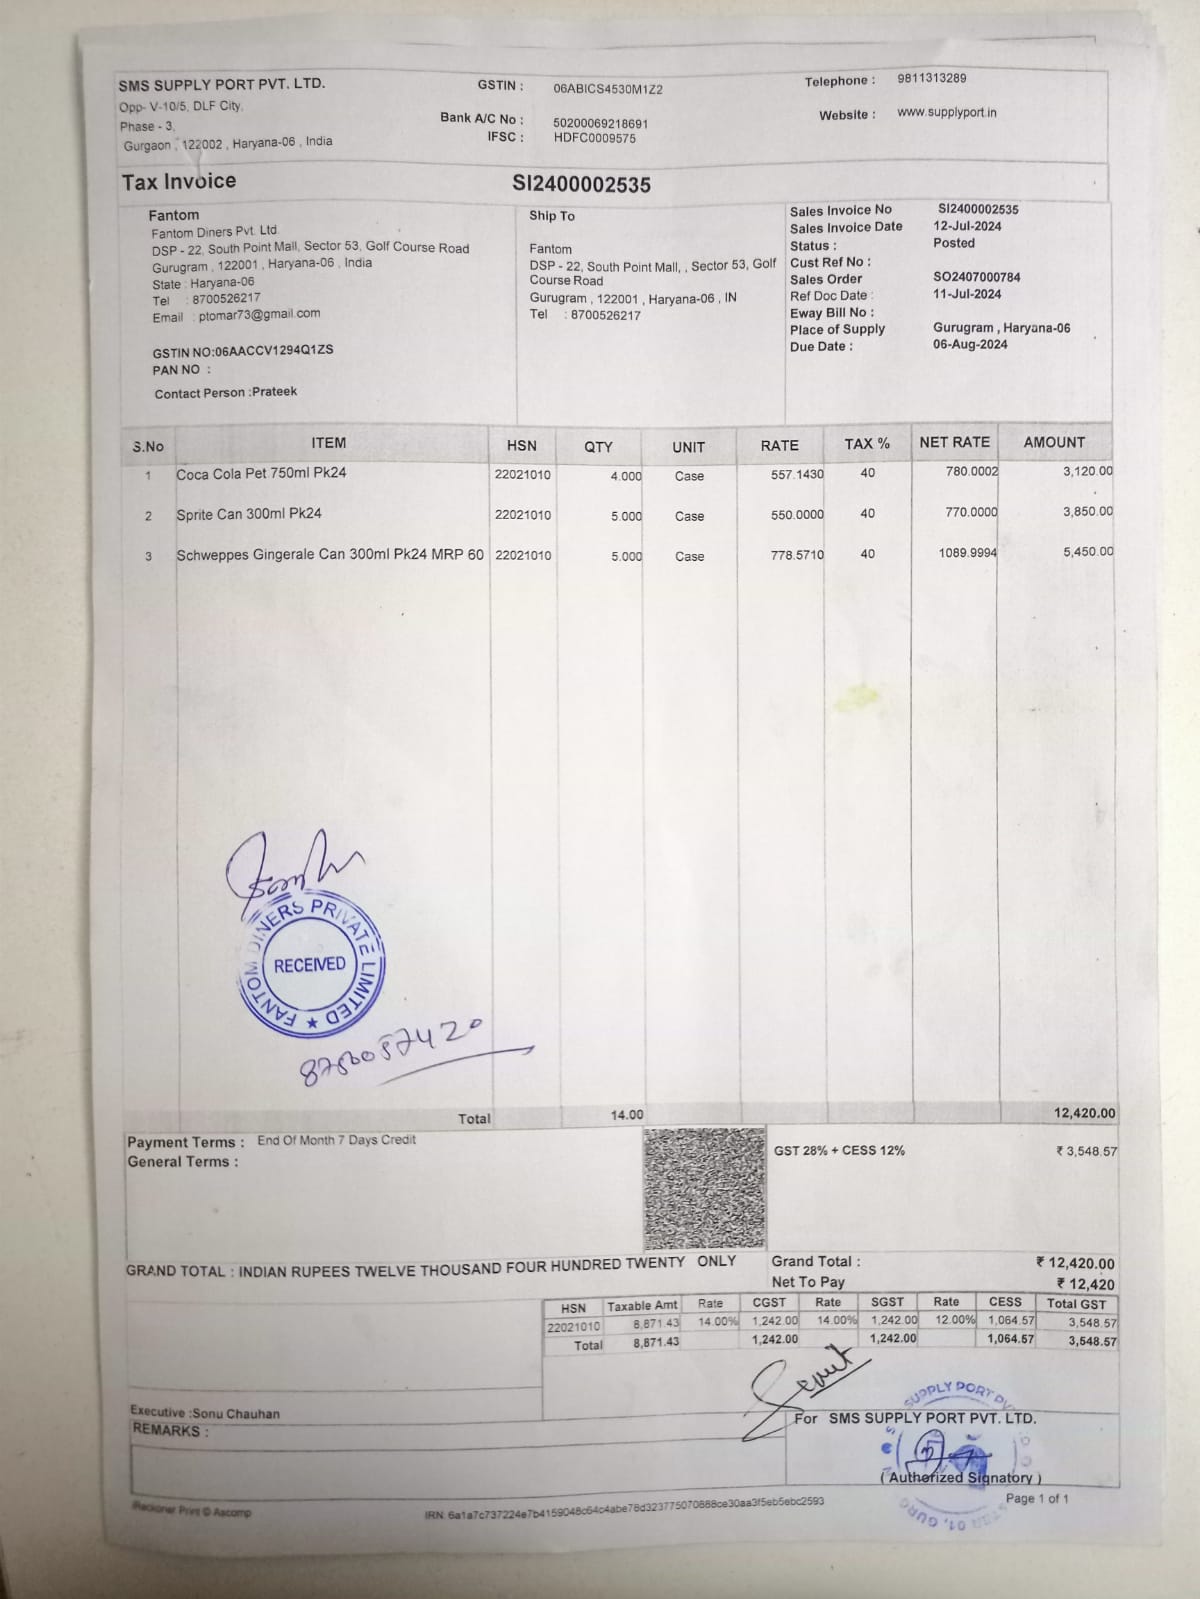 SMS SUPPLY PORT PVT. LTD.
Opp- V-10/5, DLF City,
Phase - 3,
Gurgaon , 122002 , Haryana-06 , India
GSTIN : 06ABICS4530M1Z2
Bank A/C No : 50200069218691
IFSC : HDFC0009575
Telephone : 9811313289
Website : www.supplyport.in
Tax Invoice SI2400002535
Fantom
Fantom Diners Pvt. Ltd.
DSP - 22, South Point Mall, Sector 53, Golf Course Road
Gurugram , 122001 , Haryana-06 , India
State : Haryana-06
Tel : 8700526217
Email : ptomar73@gmail.com
GSTIN NO:06AACCV1294Q1ZS
PAN NO :
Contact Person :Prateek
Ship To
Fantom
DSP - 22, South Point Mall, , Sector 53, Golf
Course Road
Gurugram , 122001 , Haryana-06 , IN
Tel : 8700526217
Sales Invoice No SI2400002535
Sales Invoice Date 12-Jul-2024
Status : Posted
Cust Ref No :
Sales Order SO2407000784
Ref Doc Date : 11-Jul-2024
Eway Bill No :
Place of Supply Gurugram , Haryana-06
Due Date : 06-Aug-2024
S.No ITEM HSN QTY UNIT RATE TAX % NET RATE AMOUNT
1 Coca Cola Pet 750ml Pk24 22021010 4.000 Case 557.1430 40 780.0002 3,120.00
2 Sprite Can 300ml Pk24 22021010 5.000 Case 550.0000 40 770.0000 3,850.00
3 Schweppes Gingerale Can 300ml Pk24 MRP 60 22021010 5.000 Case 778.5710 40 1089.9994 5,450.00
FANTOM DINERS PRIVATE LIMITED ★
RECEIVED
Total 14.00 12,420.00
Payment Terms : End Of Month 7 Days Credit
General Terms :
GST 28% + CESS 12% ₹ 3,548.57
GRAND TOTAL : INDIAN RUPEES TWELVE THOUSAND FOUR HUNDRED TWENTY ONLY
Grand Total : ₹ 12,420.00
Net To Pay ₹ 12,420
HSN Taxable Amt Rate CGST Rate SGST Rate CESS Total GST
22021010 8,871.43 14.00% 1,242.00 14.00% 1,242.00 12.00% 1,064.57 3,548.57
Total 8,871.43 1,242.00 1,242.00 1,064.57 3,548.57
Executive :Sonu Chauhan
REMARKS :
SUPPLY PORT PV
For SMS SUPPLY PORT PVT. LTD.
( Authorized Signatory )
iReckoner Print © Ascomp
IRN: 6a1a7c737224e7b4159048c64c4abe78d323775070888ce30aa3f5eb5ebc2593
Page 1 of 1